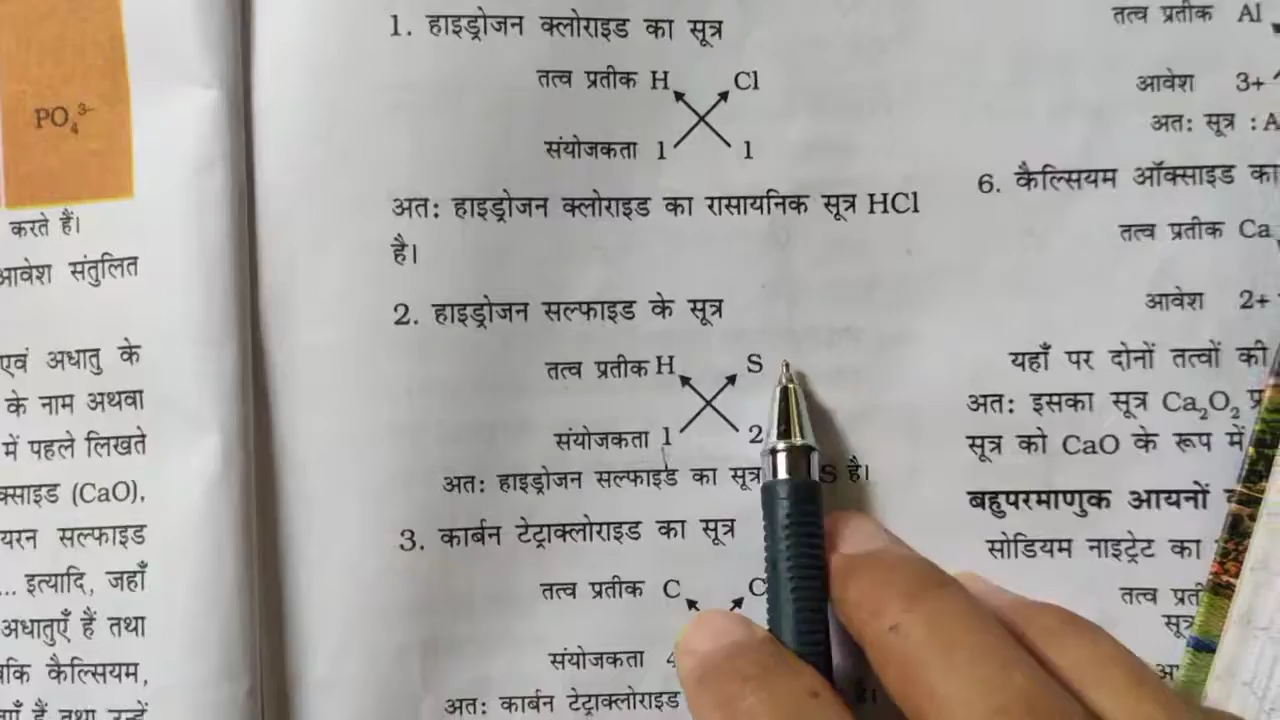 PO₄³⁻
करते हैं।
आवेश संतुलित
एवं अधातु के
के नाम अथवा
में पहले लिखते
(CaO),
सल्फाइड
... इत्यादि, जहाँ
अधातुएँ हैं तथा
कैल्सियम,
1. हाइड्रोजन क्लोराइड का सूत्र
तत्व प्रतीक H Cl
संयोजकता 1 1
अतः हाइड्रोजन क्लोराइड का रासायनिक सूत्र HCl
है।
2. हाइड्रोजन सल्फाइड के सूत्र
तत्व प्रतीक H S
संयोजकता 1 2
अतः हाइड्रोजन सल्फाइड का सूत्र S है।
3. कार्बन टेट्राक्लोराइड का सूत्र
तत्व प्रतीक C
संयोजकता 4
अतः कार्बन टेट्राक्लोराइड
तत्व प्रतीक Al
आवेश 3+
अतः सूत्र :
6. कैल्सियम ऑक्साइड का
तत्व प्रतीक Ca
आवेश 2+
यहाँ पर दोनों तत्वों की
अतः इसका सूत्र Ca₂O₂
सूत्र को CaO के रूप में
बहुपरमाणुक आयनों
सोडियम नाइट्रेट का
तत्व